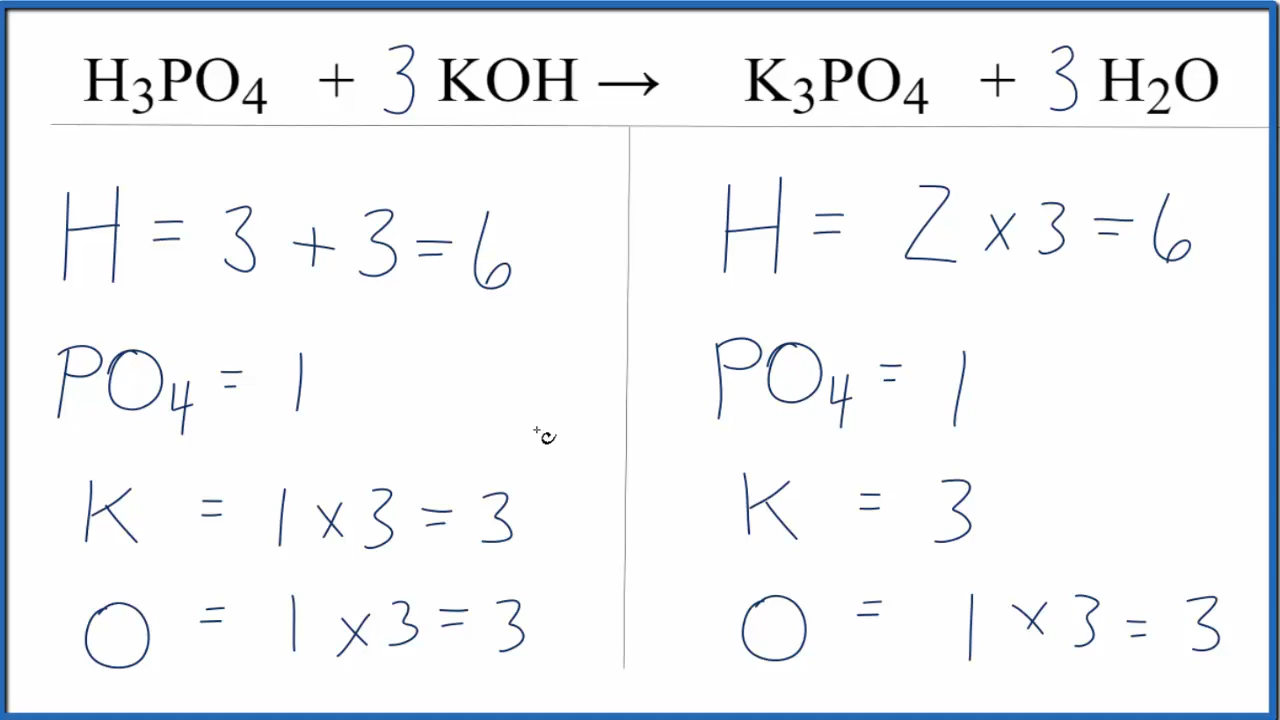 H₃PO₄ + 3 KOH → K₃PO₄ + 3 H₂O
H = 3 + 3 = 6
PO₄ = 1
K = 1 x 3 = 3
O = 1 x 3 = 3
H = 2 x 3 = 6
PO₄ = 1
K = 3
O = 1 x 3 = 3